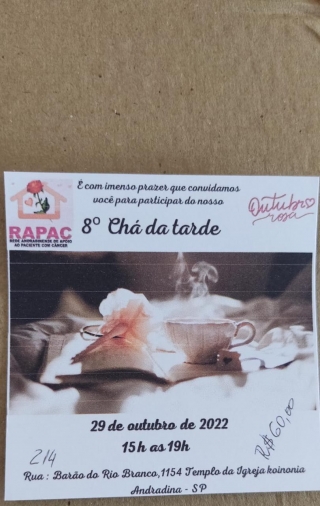 É com imenso prazer que convidamos
você para participar do nosso
Outubro
rosa
8º Chá da tarde
RAPAC
REDE ANDRADINENSE DE APOIO
AO PACIENTE COM CÂNCER
29 de outubro de 2022
15h as 19h
R$60,00
214
Rua : Barão do Rio Branco,1154 Templo da Igreja koinonia
Andradina - SP